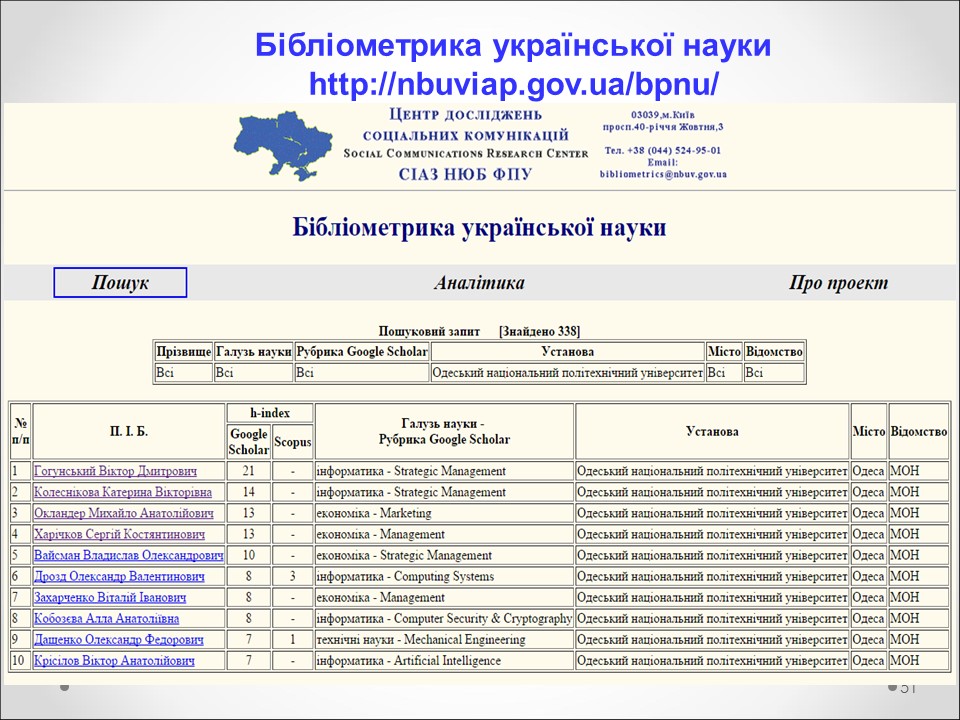 Бібліометрика української науки
http://nbuviap.gov.ua/bpnu/
Центр досліджень
соціальних комунікацій
Social Communications Research Center
СІАЗ НЮБ ФПУ
03039,м.Київ
просп.40-річчя Жовтня,3
Тел. +38 (044) 524-95-01
Email:
bibliometrics@nbuv.gov.ua
Бібліометрика української науки
Пошук Аналітика Про проект
Пошуковий запит [Знайдено 338]
Прізвище Галузь науки Рубрика Google Scholar Установа Місто Відомство
Всі Всі Всі Одеський національний політехнічний університет Всі Всі
№ п/п П. І. Б. h-index Google Scholar Scopus Галузь науки - Рубрика Google Scholar Установа Місто Відомство
1 Гогунський Віктор Дмитрович 21 - інформатика - Strategic Management Одеський національний політехнічний університет Одеса МОН
2 Колеснікова Катерина Вікторівна 14 - інформатика - Strategic Management Одеський національний політехнічний університет Одеса МОН
3 Окландер Михайло Анатолійович 13 - економіка - Marketing Одеський національний політехнічний університет Одеса МОН
4 Харічков Сергій Костянтинович 13 - економіка - Management Одеський національний політехнічний університет Одеса МОН
5 Вайсман Владислав Олександрович 10 - економіка - Strategic Management Одеський національний політехнічний університет Одеса МОН
6 Дрозд Олександр Валентинович 8 3 інформатика - Computing Systems Одеський національний політехнічний університет Одеса МОН
7 Захарченко Віталій Іванович 8 - економіка - Management Одеський національний політехнічний університет Одеса МОН
8 Кобозєва Алла Анатоліївна 8 - інформатика - Computer Security & Cryptography Одеський національний політехнічний університет Одеса МОН
9 Дащенко Олександр Федорович 7 1 технічні науки - Mechanical Engineering Одеський національний політехнічний університет Одеса МОН
10 Крісілов Віктор Анатолійович 7 - інформатика - Artificial Intelligence Одеський національний політехнічний університет Одеса МОН
51